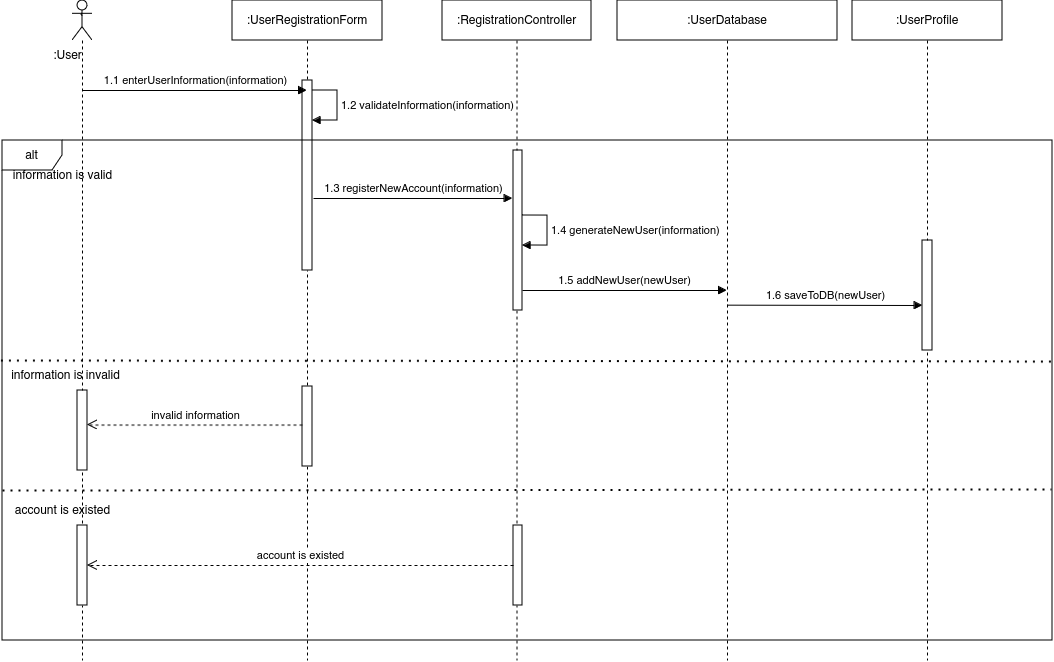 :UserRegistrationForm
:RegistrationController
:UserDatabase
:UserProfile
:User
1.1 enterUserInformation(information)
1.2 validateInformation(information)
alt
information is valid
1.3 registerNewAccount(information)
1.4 generateNewUser(information)
1.5 addNewUser(newUser)
1.6 saveToDB(newUser)
information is invalid
invalid information
account is existed
account is existed